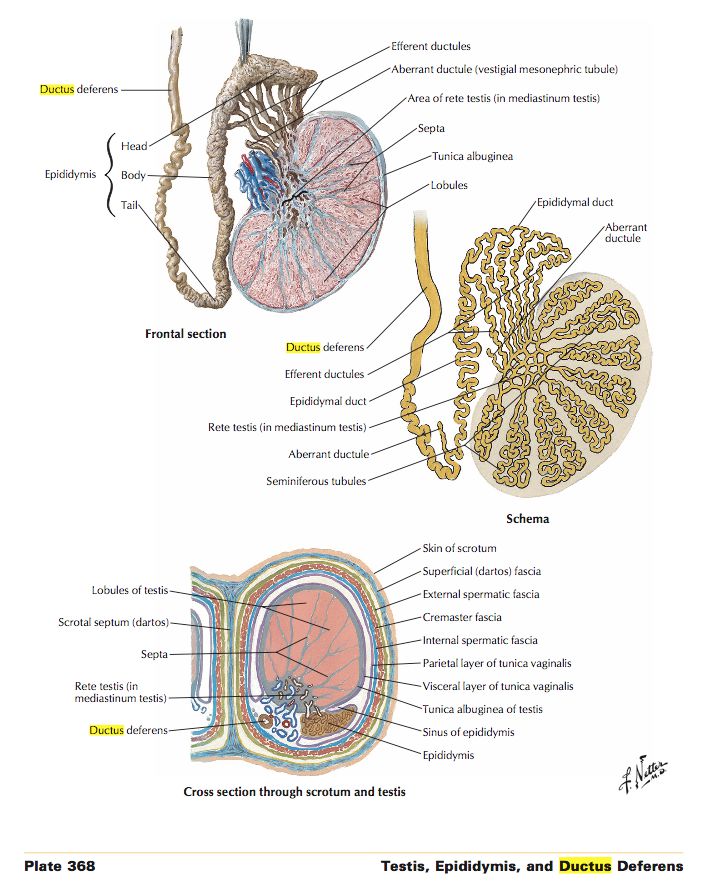 Efferent ductules
Aberrant ductule (vestigial mesonephric tubule)
Ductus deferens
Area of rete testis (in mediastinum testis)
Septa
Head
Tunica albuginea
Epididymis
Body
Lobules
Tail
Epididymal duct
Aberrant
ductule
Frontal section
Ductus deferens
Efferent ductules
Epididymal duct
Rete testis (in mediastinum testis)
Aberrant ductule
Seminiferous tubules
Schema
Skin of scrotum
Superficial (dartos) fascia
Lobules of testis
External spermatic fascia
Scrotal septum (dartos)
Cremaster fascia
Internal spermatic fascia
Septa
Parietal layer of tunica vaginalis
Rete testis (in
mediastinum testis)
Visceral layer of tunica vaginalis
Tunica albuginea of testis
Ductus deferens
Sinus of epididymis
Epididymis
Cross section through scrotum and testis
F. Netter
M.D.
Plate 368
Testis, Epididymis, and Ductus Deferens